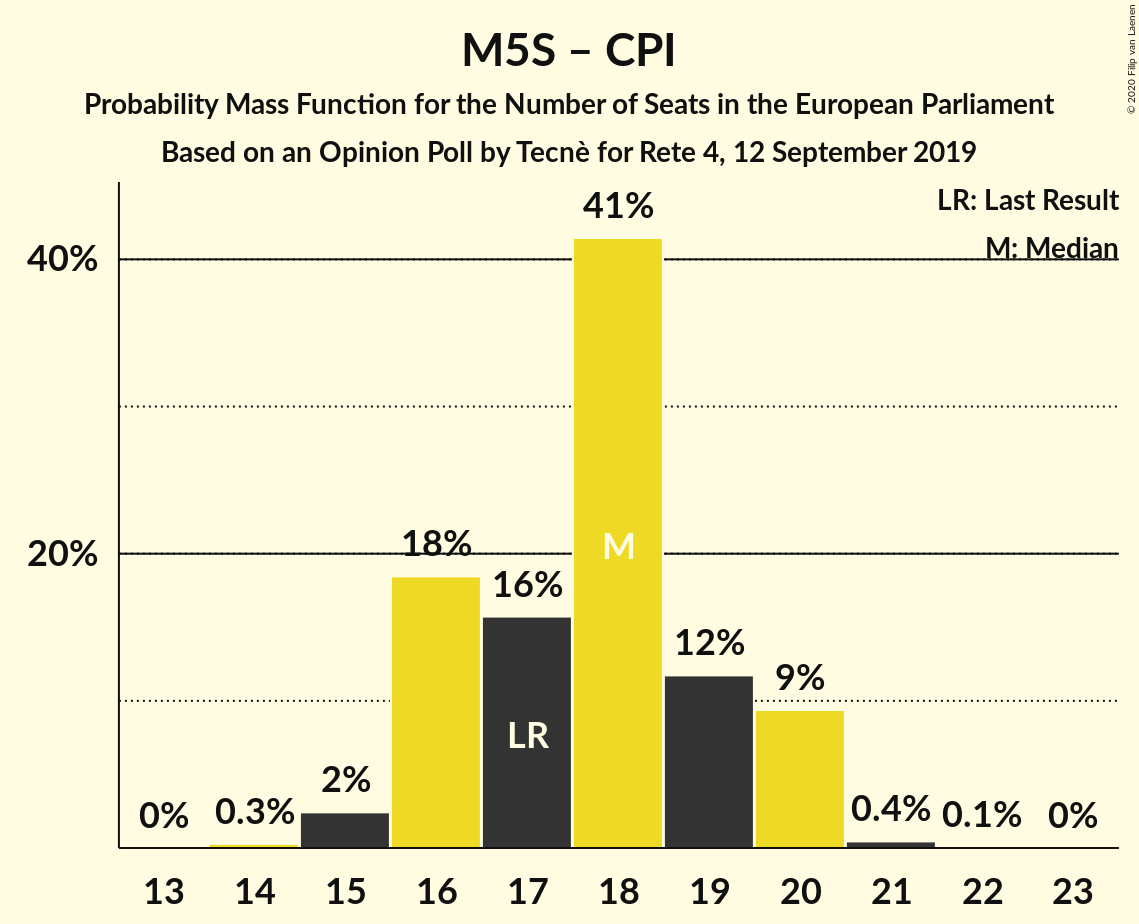 M5S – CPI
Probability Mass Function for the Number of Seats in the European Parliament
Based on an Opinion Poll by Tecnè for Rete 4, 12 September 2019
© 2020 Filip van Laenen
LR: Last Result
M: Median
40%
20%
0%
0.3%
2%
18%
16%
41%
12%
9%
0.4%
0.1%
0%
LR
M
13 14 15 16 17 18 19 20 21 22 23